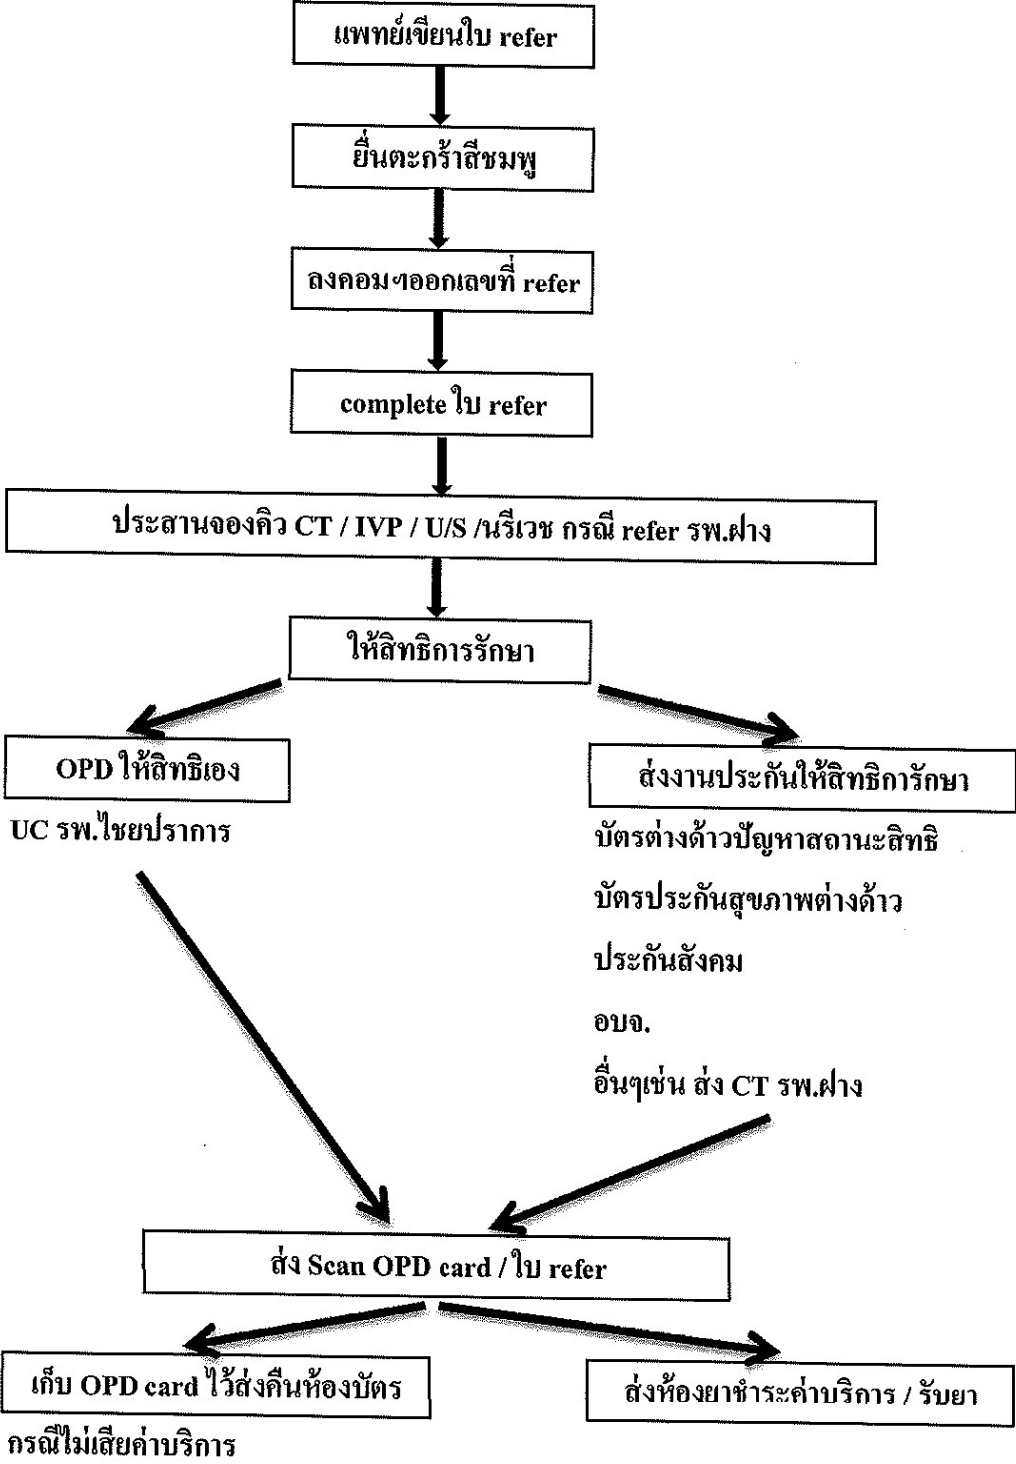 แพทย์เขียนใบ refer
ยื่นตะกร้าสีชมพู
ลงคอมฯออกเลขที่ refer
complete ใบ refer
ประสานจองคิว CT / IVP / U/S /นรีเวช กรณี refer รพ.ฝาง
ให้สิทธิการรักษา
OPD ให้สิทธิเอง
UC รพ.ไชยปราการ
ส่งงานประกันให้สิทธิการักษา
บัตรต่างด้าวปัญหาสถานะสิทธิ
บัตรประกันสุขภาพต่างด้าว
ประกันสังคม
อบจ.
อื่นๆเช่น ส่ง CT รพ.ฝาง
ส่ง Scan OPD card / ใบ refer
เก็บ OPD card ไว้ส่งคืนห้องบัตร
กรณีไม่เสียค่าบริการ
ส่งห้องยาชำระค่าบริการ / รับยา